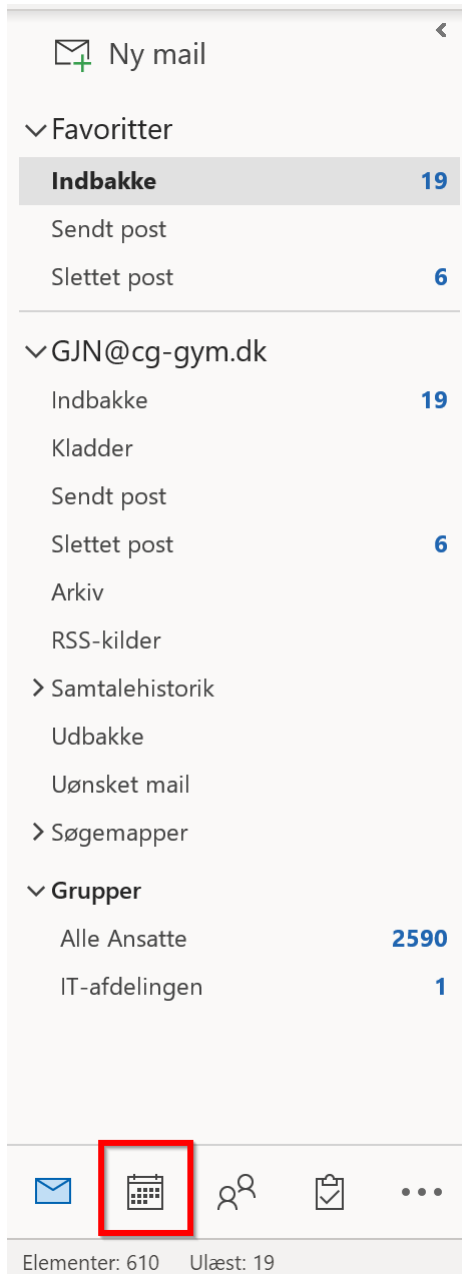 Ny mail
Favoritter
Indbakke 19
Sendt post
Slettet post 6
GJN@cg-gym.dk
Indbakke 19
Kladder
Sendt post
Slettet post 6
Arkiv
RSS-kilder
Samtalehistorik
Udbakke
Uønsket mail
Søgemapper
Grupper
Alle Ansatte 2590
IT-afdelingen 1
Elementer: 610 Ulæst: 19